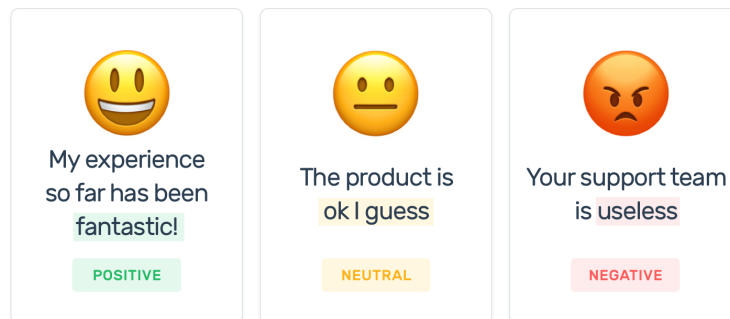 My experience
so far has been
fantastic!
POSITIVE
The product is
ok I guess
NEUTRAL
Your support team
is useless
NEGATIVE